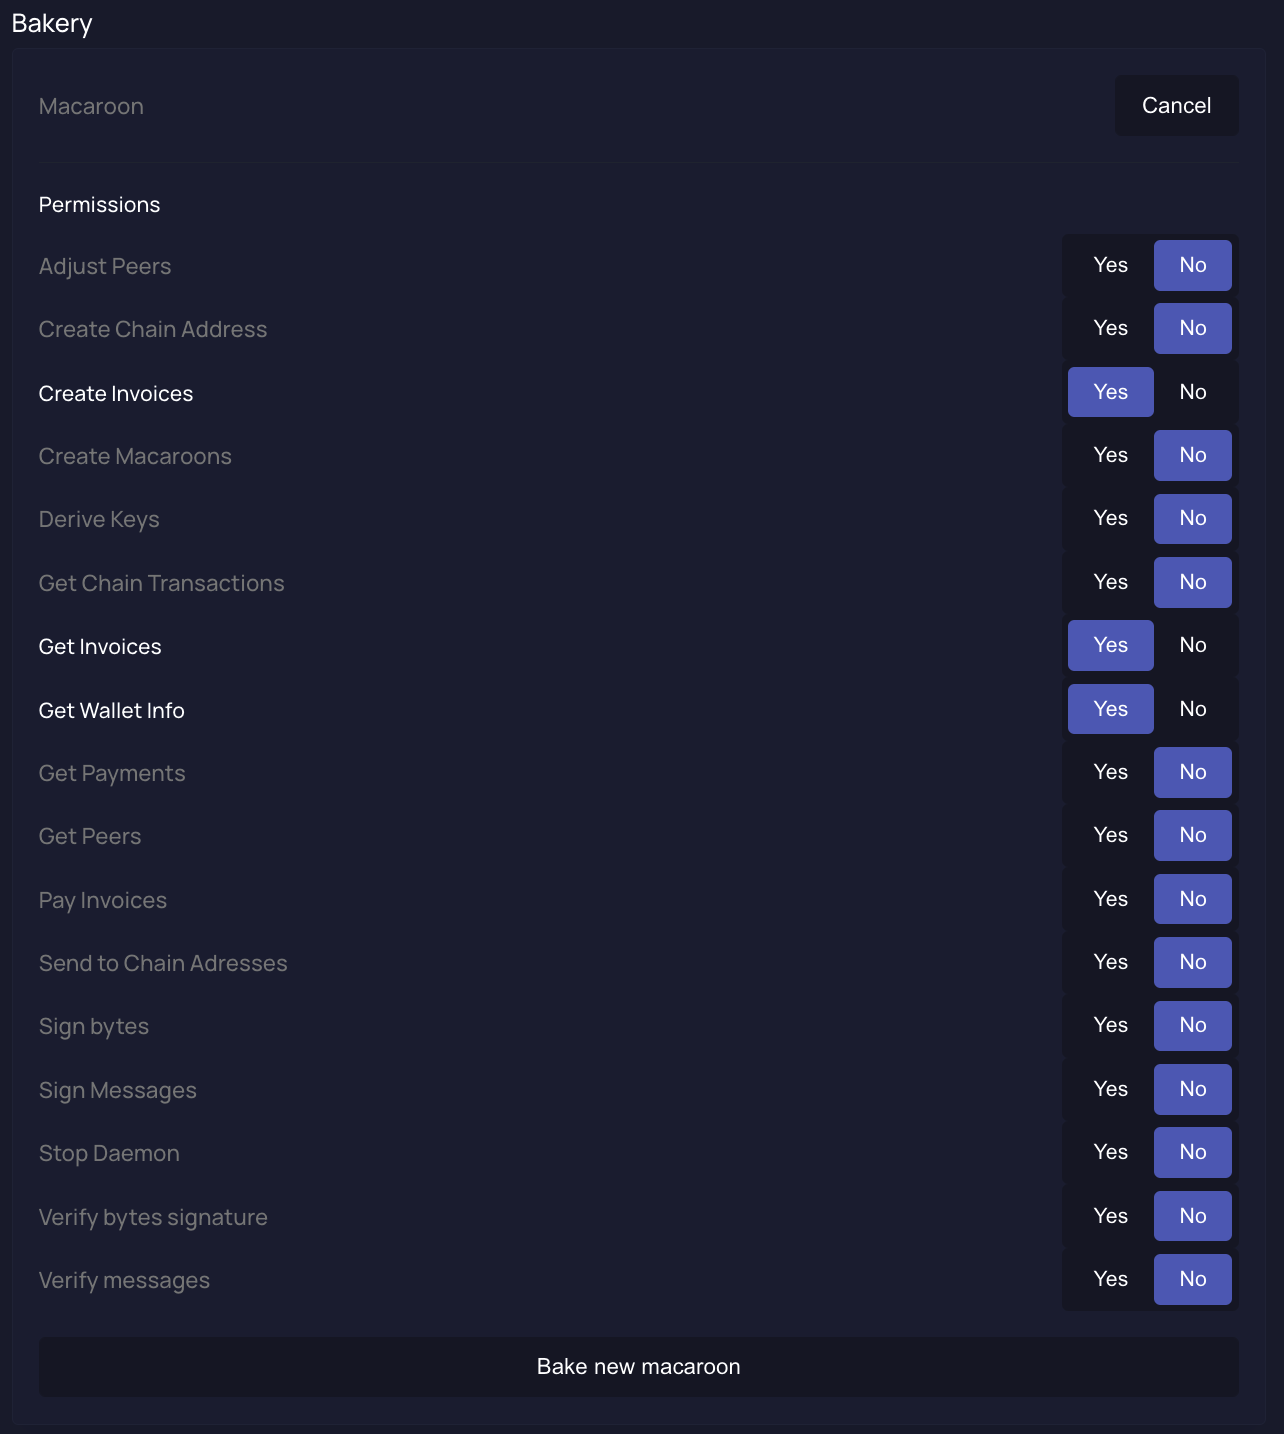 Bakery
Macaroon Cancel
Permissions
Adjust Peers Yes No
Create Chain Address Yes No
Create Invoices Yes No
Create Macaroons Yes No
Derive Keys Yes No
Get Chain Transactions Yes No
Get Invoices Yes No
Get Wallet Info Yes No
Get Payments Yes No
Get Peers Yes No
Pay Invoices Yes No
Send to Chain Adresses Yes No
Sign bytes Yes No
Sign Messages Yes No
Stop Daemon Yes No
Verify bytes signature Yes No
Verify messages Yes No
Bake new macaroon